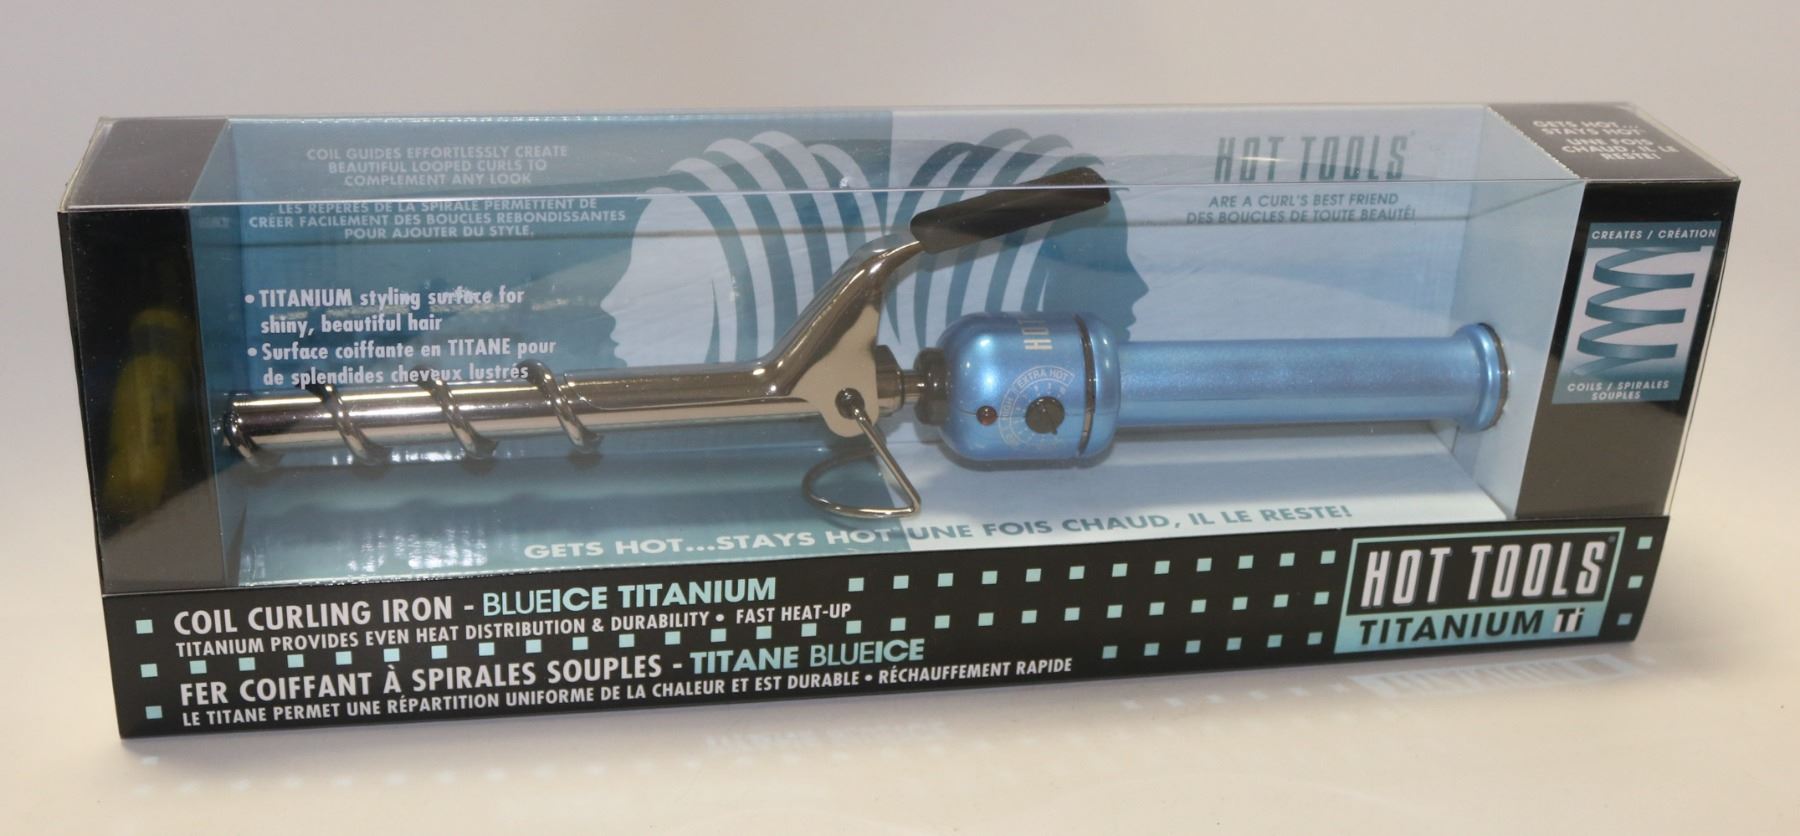 COIL GUIDES EFFORTLESSLY CREATE
BEAUTIFUL LOOPED CURLS TO
COMPLEMENT ANY LOOK
LES REPÈRES DE LA SPIRALE PERMETTENT DE
CRÉER FACILEMENT DES BOUCLES REBONDISSANTES
POUR AJOUTER DU STYLE.
• TITANIUM styling surface for
shiny, beautiful hair
• Surface coiffante en TITANE pour
de splendides cheveux lustrés
HOT TOOLS
ARE A CURL'S BEST FRIEND
DES BOUCLES DE TOUTE BEAUTÉ!
GETS HOT...
STAYS HOT
UNE FOIS
CHAUD, IL LE
RESTE!
CREATES / CRÉATION
COILS / SPIRALES
SOUPLES
HOT
EXTRA HOT
HIGH
GETS HOT...STAYS HOT UNE FOIS CHAUD, IL LE RESTE!
COIL CURLING IRON - BLUEICE TITANIUM
TITANIUM PROVIDES EVEN HEAT DISTRIBUTION & DURABILITY • FAST HEAT-UP
FER COIFFANT À SPIRALES SOUPLES - TITANE BLUEICE
LE TITANE PERMET UNE RÉPARTITION UNIFORME DE LA CHALEUR ET EST DURABLE • RÉCHAUFFEMENT RAPIDE
HOT TOOLS®
TITANIUM Ti